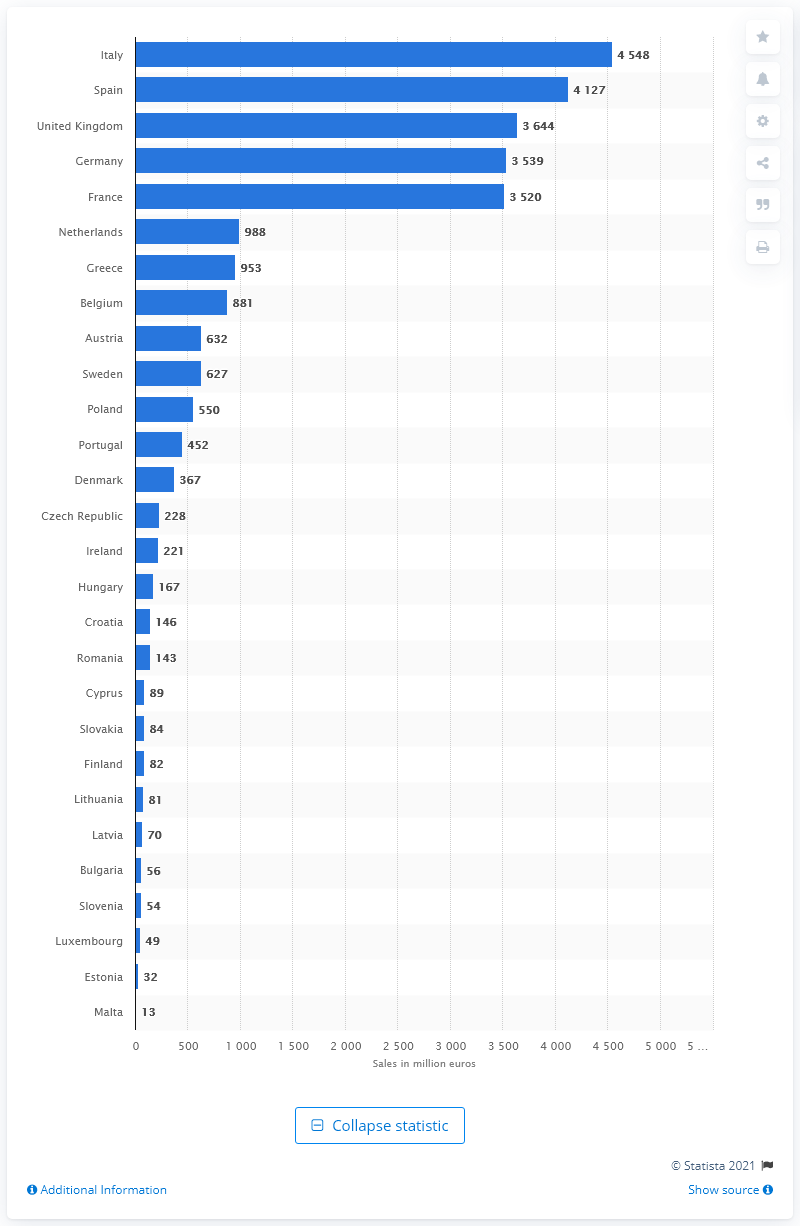 Italy 4 548
Spain 4 127
United Kingdom 3 644
Germany 3 539
France 3 520
Netherlands 988
Greece 953
Belgium 881
Austria 632
Sweden 627
Poland 550
Portugal 452
Denmark 367
Czech Republic 228
Ireland 221
Hungary 167
Croatia 146
Romania 143
Cyprus 89
Slovakia 84
Finland 82
Lithuania 81
Latvia 70
Bulgaria 56
Slovenia 54
Luxembourg 49
Estonia 32
Malta 13
0 500 1 000 1 500 2 000 2 500 3 000 3 500 4 000 4 500 5 000 5 ...
Sales in million euros
Collapse statistic
© Statista 2021
Additional Information Show source